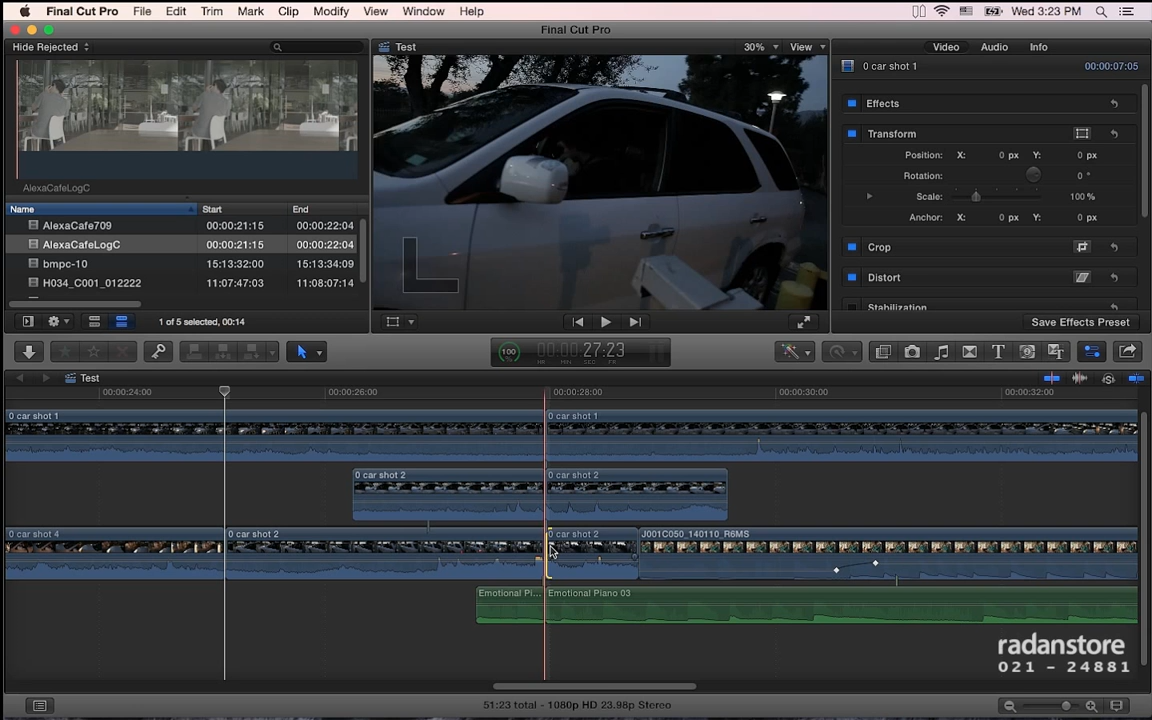 Final Cut Pro File Edit Trim Mark Clip Modify View Window Help Wed 3:23 PM
Final Cut Pro
Hide Rejected
Test 30% View
Video Audio Info
0 car shot 1 00:00:07:05
Effects
Transform
Position: X: 0 px Y: 0 px
Rotation: 0 °
Scale: 100 %
Anchor: X: 0 px Y: 0 px
Crop
Distort
Stabilization
Save Effects Preset
AlexaCafeLogC
Name Start End
AlexaCafe709 00:00:21:15 00:00:22:04
AlexaCafeLogC 00:00:21:15 00:00:22:04
bmpc-10 15:13:32:00 15:13:34:09
H034_C001_012222 11:07:47:03 11:08:07:14
1 of 5 selected, 00:14
L
100 00:00:27:23
HR MIN SEC FR
Test
00:00:24:00 00:00:26:00 00:00:28:00 00:00:30:00 00:00:32:00
0 car shot 1 0 car shot 1
0 car shot 2 0 car shot 2
0 car shot 4 0 car shot 2 0 car shot 2 J001C050_140110_R6MS
Emotional Pi... Emotional Piano 03
radanstore
021 - 24881
51:23 total - 1080p HD 23.98p Stereo